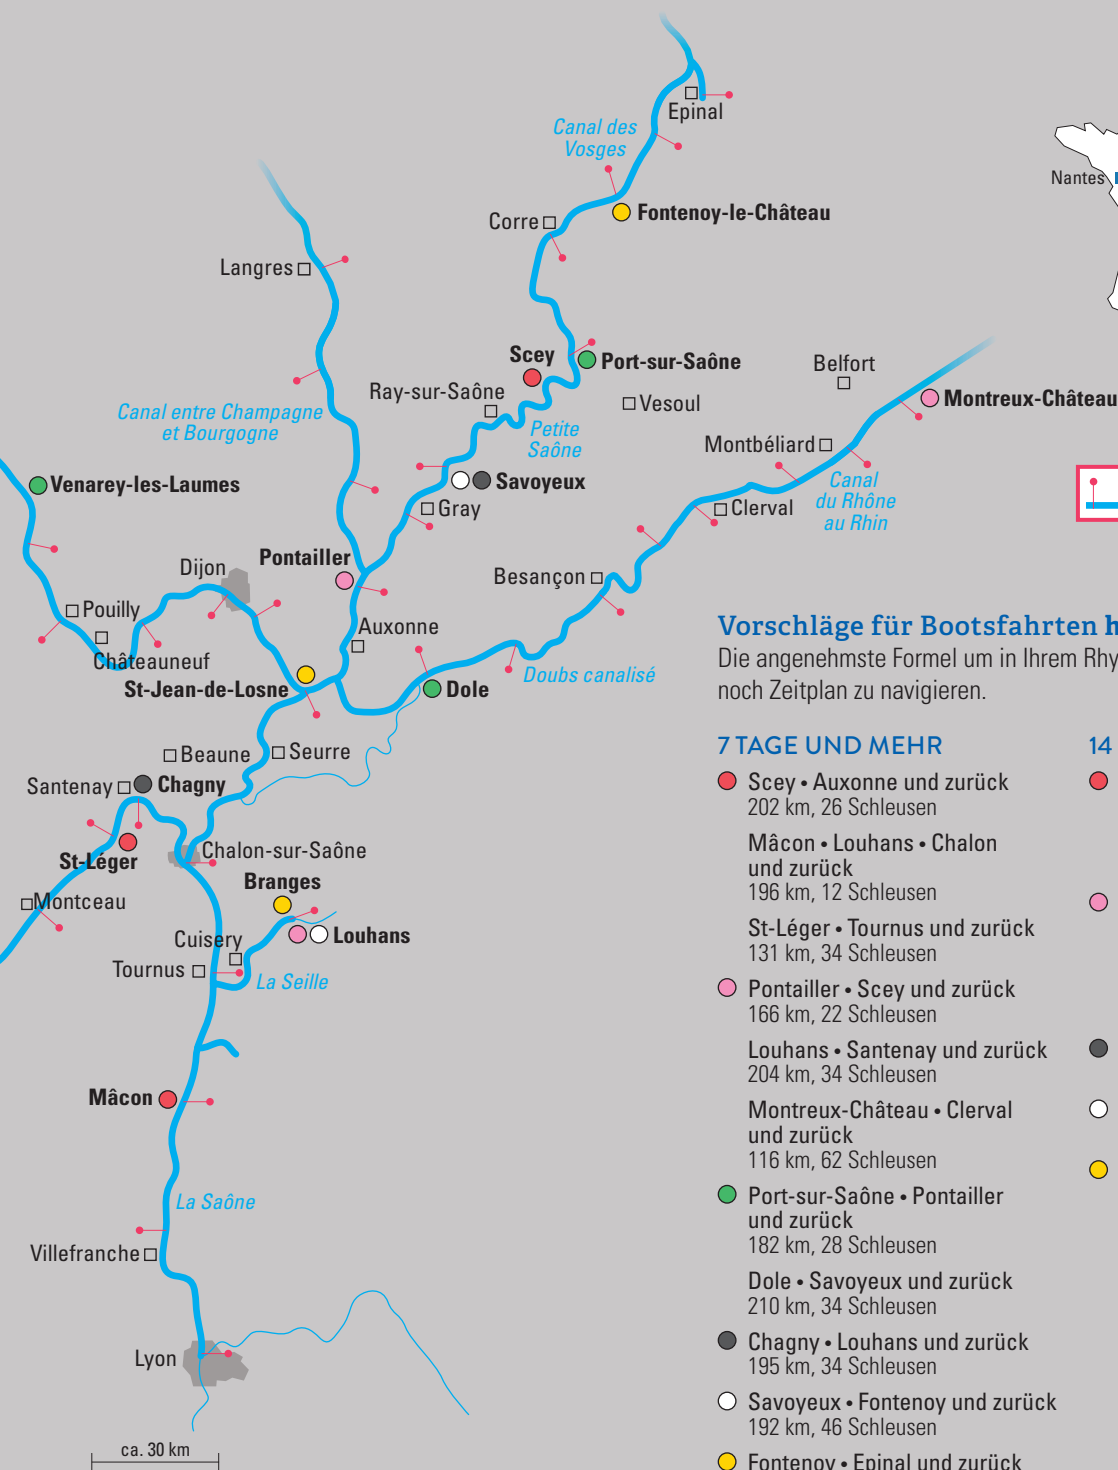 Epinal
Canal des
Vosges
Nantes
Fontenoy-le-Château
Corre
Langres
Scey
Port-sur-Saône
Belfort
Ray-sur-Saône
Vesoul
Montreux-Château
Canal entre Champagne
et Bourgogne
Petite
Saône
Montbéliard
Venarey-les-Laumes
Savoyeux
Canal
du Rhône
au Rhin
Gray
Clerval
Pontailler
Dijon
Besançon
Pouilly
Auxonne
Châteauneuf
St-Jean-de-Losne
Dole
Doubs canalisé
Beaune
Seurre
Santenay
Chagny
St-Léger
Chalon-sur-Saône
Branges
Montceau
Cuisery
Louhans
Tournus
La Seille
Mâcon
La Saône
Villefranche
Lyon
ca. 30 km
Vorschläge für Bootsfahrten h
Die angenehmste Formel um in Ihrem Rhy
noch Zeitplan zu navigieren.
7 TAGE UND MEHR
14
Scey • Auxonne und zurück
202 km, 26 Schleusen
Mâcon • Louhans • Chalon
und zurück
196 km, 12 Schleusen
St-Léger • Tournus und zurück
131 km, 34 Schleusen
Pontailler • Scey und zurück
166 km, 22 Schleusen
Louhans • Santenay und zurück
204 km, 34 Schleusen
Montreux-Château • Clerval
und zurück
116 km, 62 Schleusen
Port-sur-Saône • Pontailler
und zurück
182 km, 28 Schleusen
Dole • Savoyeux und zurück
210 km, 34 Schleusen
Chagny • Louhans und zurück
195 km, 34 Schleusen
Savoyeux • Fontenoy und zurück
192 km, 46 Schleusen
Fontenoy • Epinal und zurück